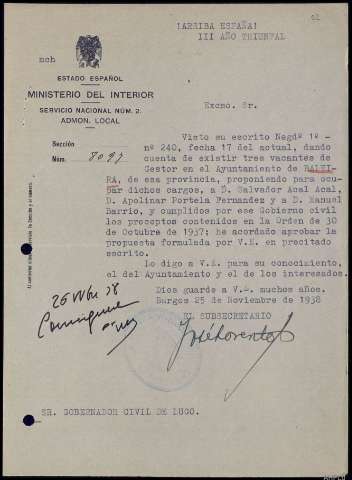 62
¡ARRIBA ESPAÑA!
III AÑO TRIUNFAL
mcb
ESTADO ESPAÑOL
MINISTERIO DEL INTERIOR
SERVICIO NACIONAL NÚM. 2.
ADMON. LOCAL
Sección
Núm. 8097
Excmo. Sr.
Visto su escrito Negdº 1º-
nº 240, fecha 17 del actual, dando
cuenta de existir tres vacantes de
Gestor en el Ayuntamiento de BALEI-
RA, de esa provincia, proponiendo para ocu-
par dichos cargos, a D. Salvador Acal Acal,
D. Apolinar Portela Fernandez y a D. Manuel
Barrio, y cumplidos por ese Gobierno civil
los preceptos contenidos en la Orden de 30
de Octubre de 1937; he acordado aprobar la
propuesta formulada por V.E. en precitado
escrito.
Lo digo a V.E. para su conocimiento,
el del Ayuntamiento y el de los interesados.
Dios guarde a V.E. muchos años.
Burgos 25 de Noviembre de 1938
EL SUBSECRETARIO
José Lorente
SR. GOBERNADOR CIVIL DE LUGO.